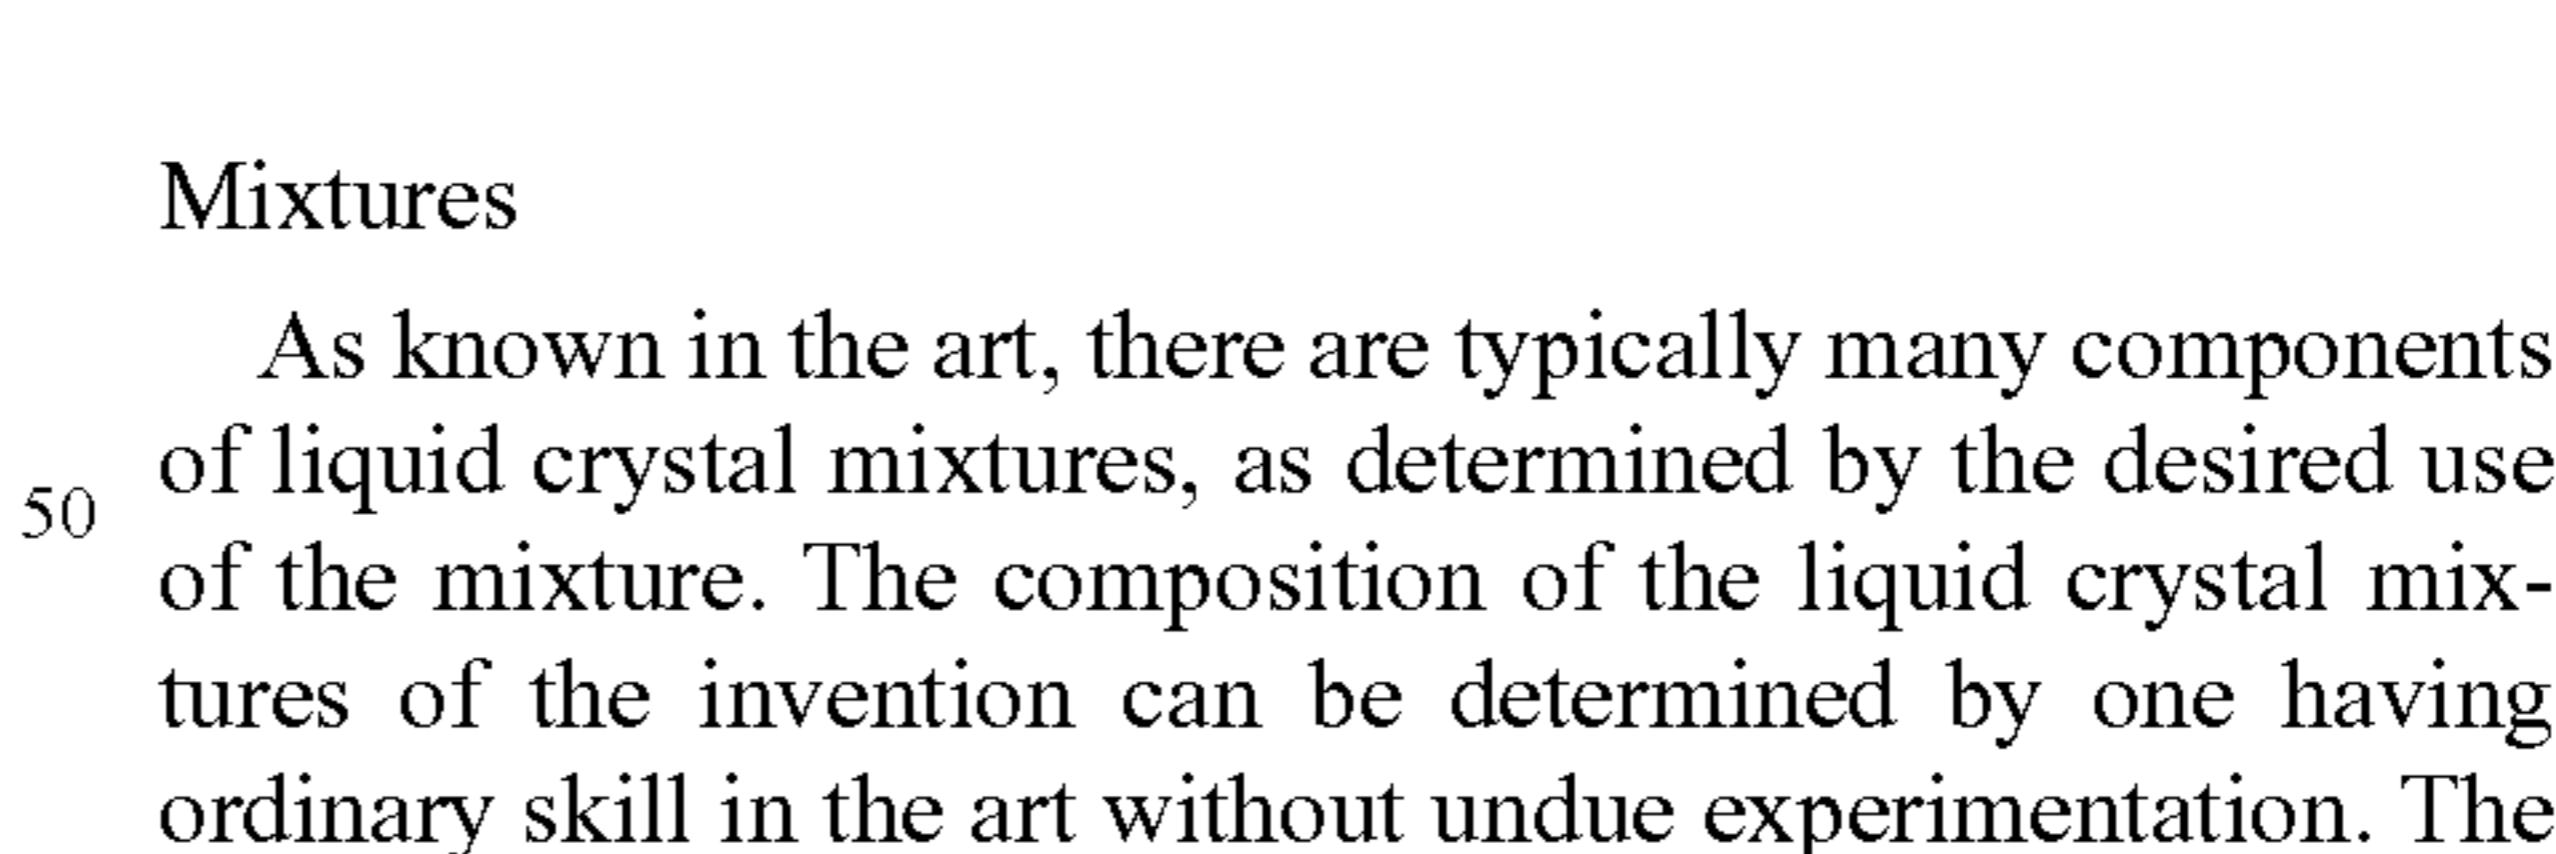 Mixtures
As known in the art, there are typically many components
of liquid crystal mixtures, as determined by the desired use
50
of the mixture. The composition of the liquid crystal mix-
tures of the invention can be determined by one having
ordinary skill in the art without undue experimentation. The